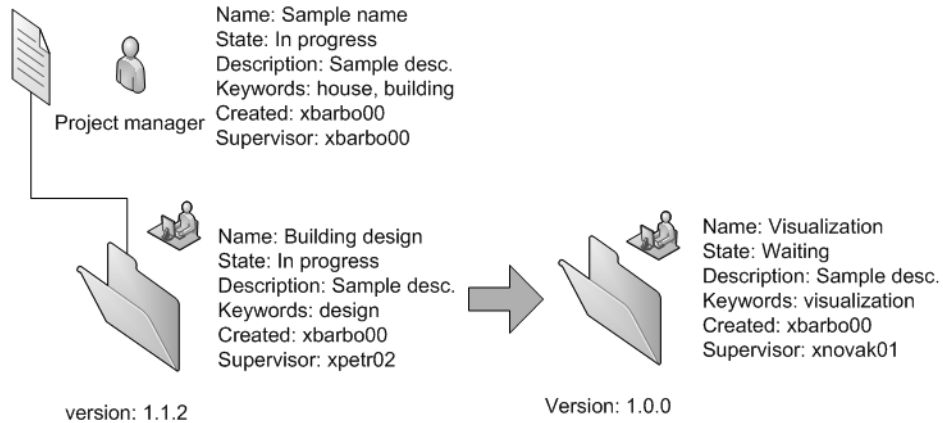 Name: Sample name
State: In progress
Description: Sample desc.
Keywords: house, building
Created: xbarbo00
Supervisor: xbarbo00
Project manager
Name: Building design
State: In progress
Description: Sample desc.
Keywords: design
Created: xbarbo00
Supervisor: xpetr02
version: 1.1.2
Name: Visualization
State: Waiting
Description: Sample desc.
Keywords: visualization
Created: xbarbo00
Supervisor: xnovak01
Version: 1.0.0